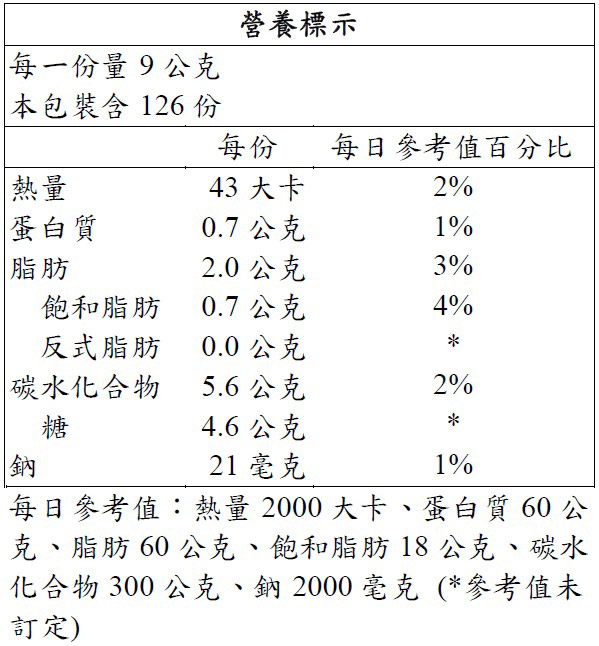 營養標示
每一份量 9 公克
本包裝含 126 份
每份 每日參考值百分比
熱量 43 大卡 2%
蛋白質 0.7 公克 1%
脂肪 2.0 公克 3%
飽和脂肪 0.7 公克 4%
反式脂肪 0.0 公克 *
碳水化合物 5.6 公克 2%
糖 4.6 公克 *
鈉 21 毫克 1%
每日參考值：熱量 2000 大卡、蛋白質 60 公
克、脂肪 60 公克、飽和脂肪 18 公克、碳水
化合物 300 公克、鈉 2000 毫克 (*參考值未
訂定)